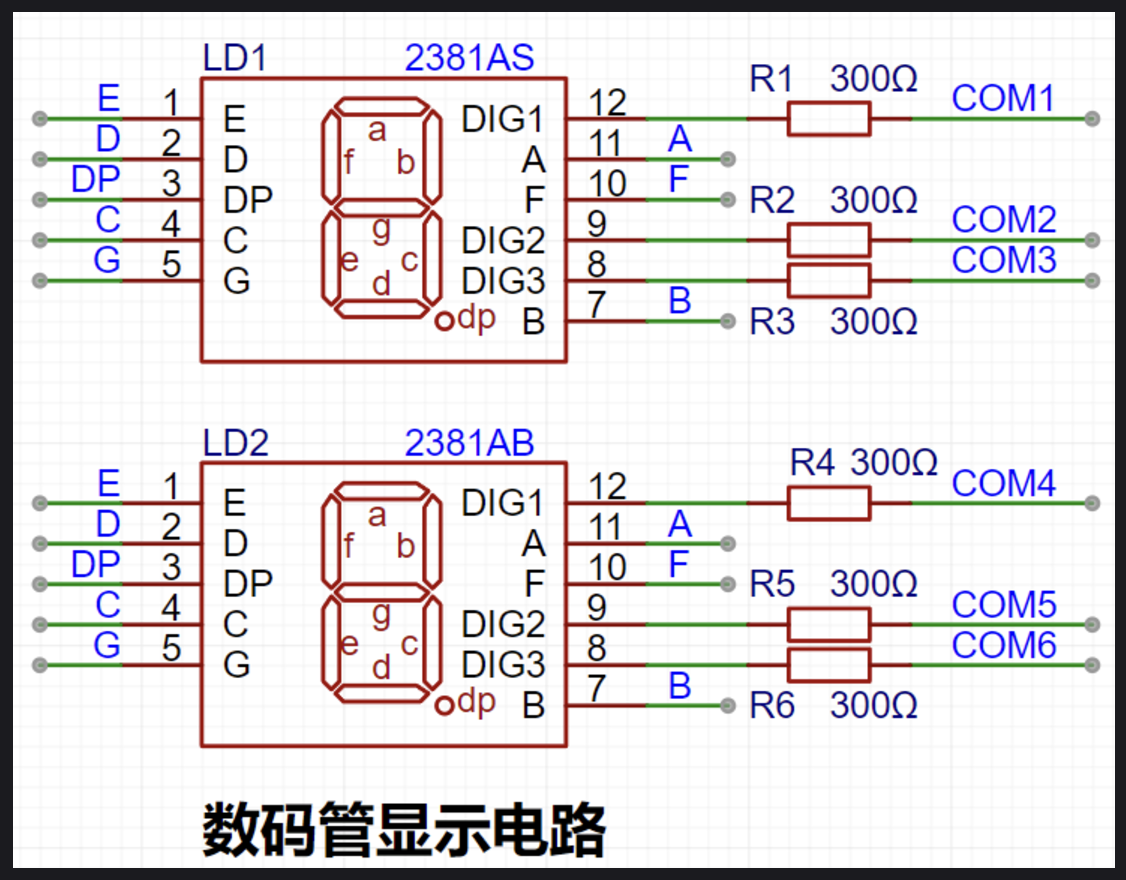 LD1 2381AS
R1 300Ω
E 1 E DIG1 12 COM1
D 2 D a A 11 A
f b
DP 3 DP F 10 F
R2 300Ω
C 4 C g DIG2 9 COM2
G 5 G e c DIG3 8 COM3
d
dp B 7 B R3 300Ω
LD2 2381AB
R4 300Ω
E 1 E DIG1 12 COM4
D 2 D a A 11 A
f b
DP 3 DP F 10 F
R5 300Ω
C 4 C g DIG2 9 COM5
G 5 G e c DIG3 8 COM6
d
dp B 7 B R6 300Ω
数码管显示电路